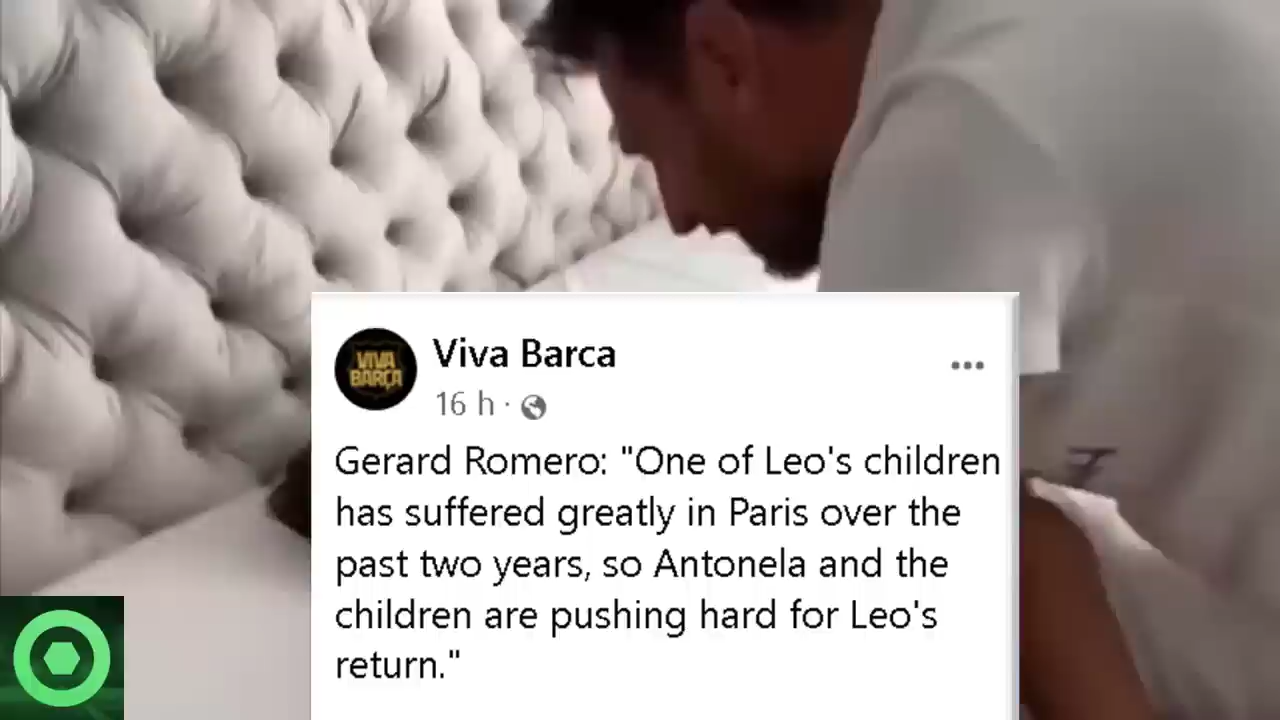 VIVA
BARÇA
Viva Barca
16 h ·
Gerard Romero: "One of Leo's children
has suffered greatly in Paris over the
past two years, so Antonela and the
children are pushing hard for Leo's
return."